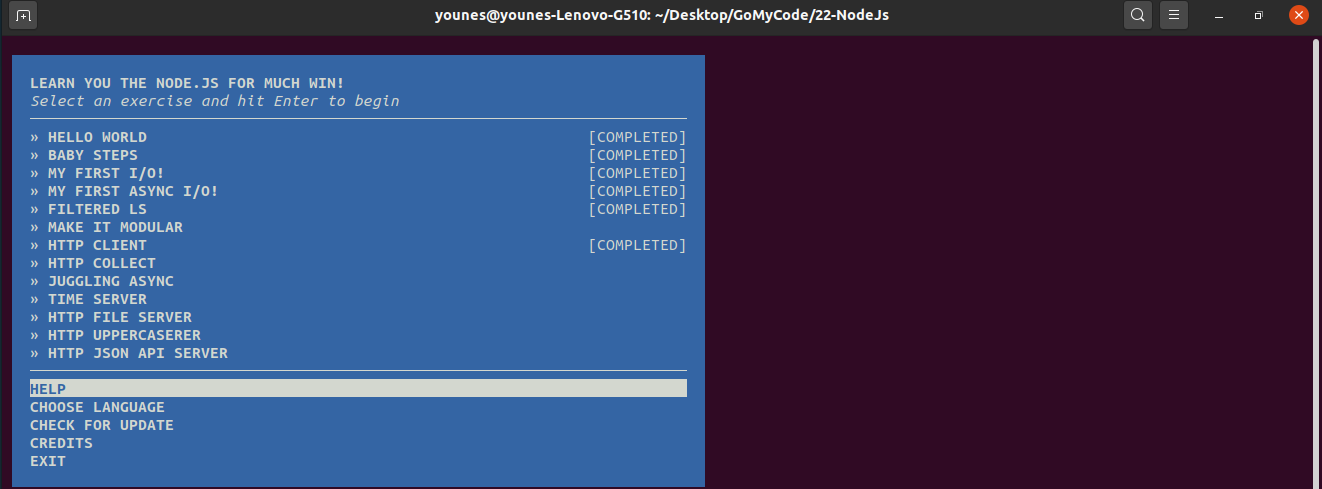 younes@younes-Lenovo-G510: ~/Desktop/GoMyCode/22-NodeJs
LEARN YOU THE NODE.JS FOR MUCH WIN!
Select an exercise and hit Enter to begin
» HELLO WORLD [COMPLETED]
» BABY STEPS [COMPLETED]
» MY FIRST I/O! [COMPLETED]
» MY FIRST ASYNC I/O! [COMPLETED]
» FILTERED LS [COMPLETED]
» MAKE IT MODULAR
» HTTP CLIENT [COMPLETED]
» HTTP COLLECT
» JUGGLING ASYNC
» TIME SERVER
» HTTP FILE SERVER
» HTTP UPPERCASERER
» HTTP JSON API SERVER
HELP
CHOOSE LANGUAGE
CHECK FOR UPDATE
CREDITS
EXIT